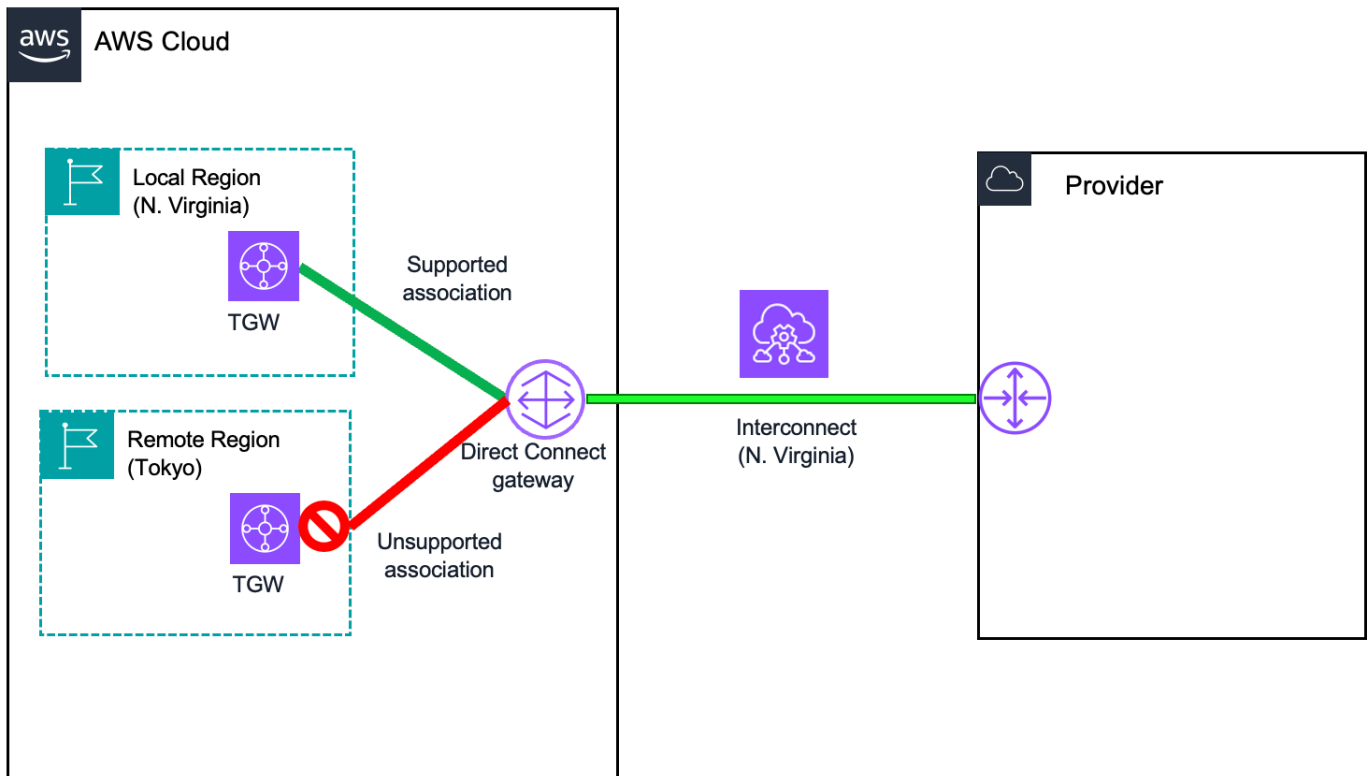 aws
AWS Cloud
Local Region
(N. Virginia)
TGW
Supported
association
Remote Region
(Tokyo)
TGW
Unsupported
association
Direct Connect
gateway
Interconnect
(N. Virginia)
Provider